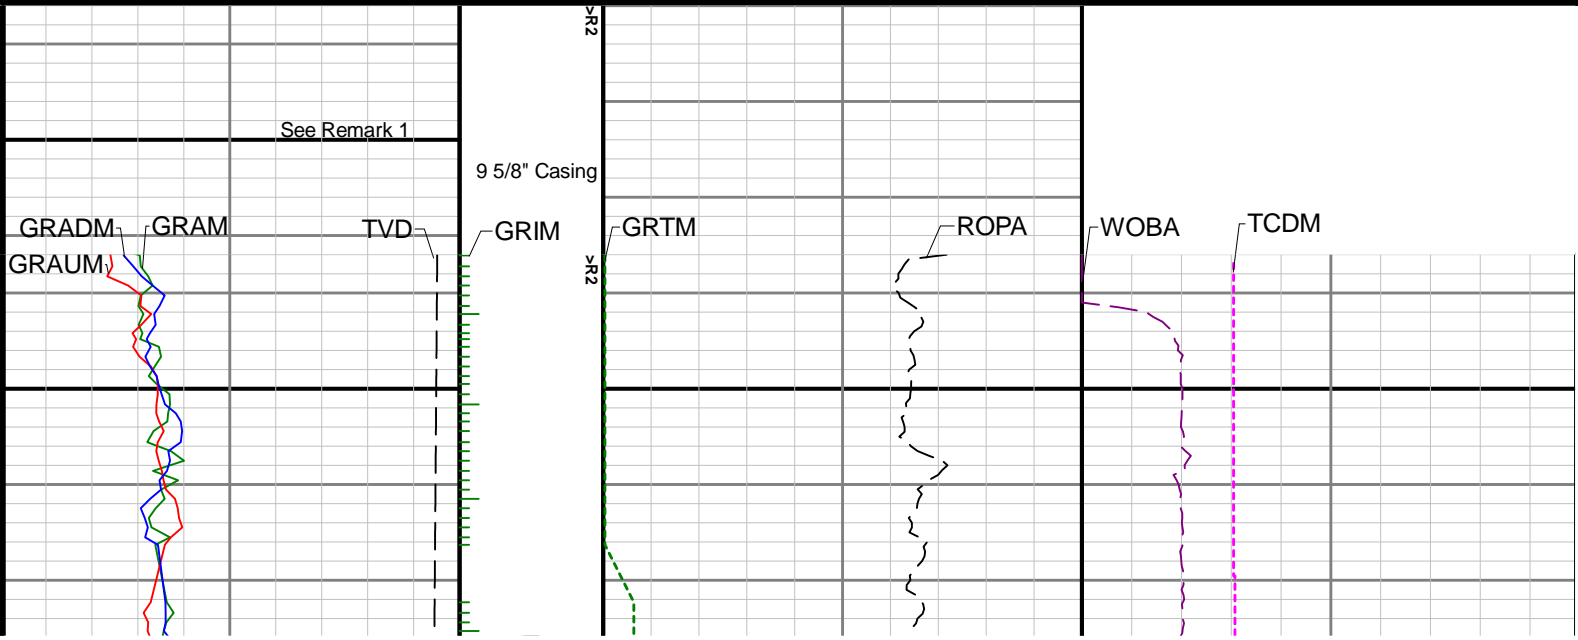 >R2
See Remark 1
9 5/8" Casing
GRADM
GRAM
TVD
GRIM
GRTM
ROPA
WOBA
TCDM
GRAUM
>R2